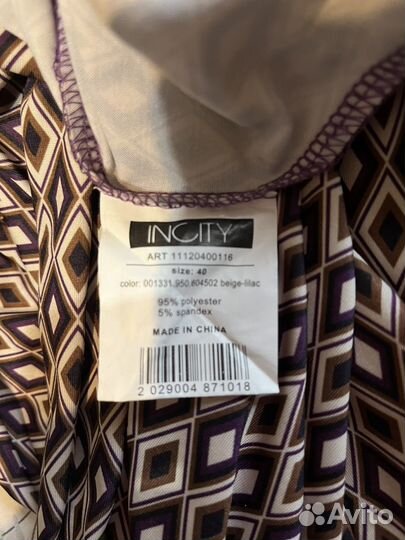 INCITY
ART 11120400116
size: 40
color: 001331.950.604502 beige-lilac
95% polyester
5% spandex
MADE IN CHINA
2 029004 871018
Avito